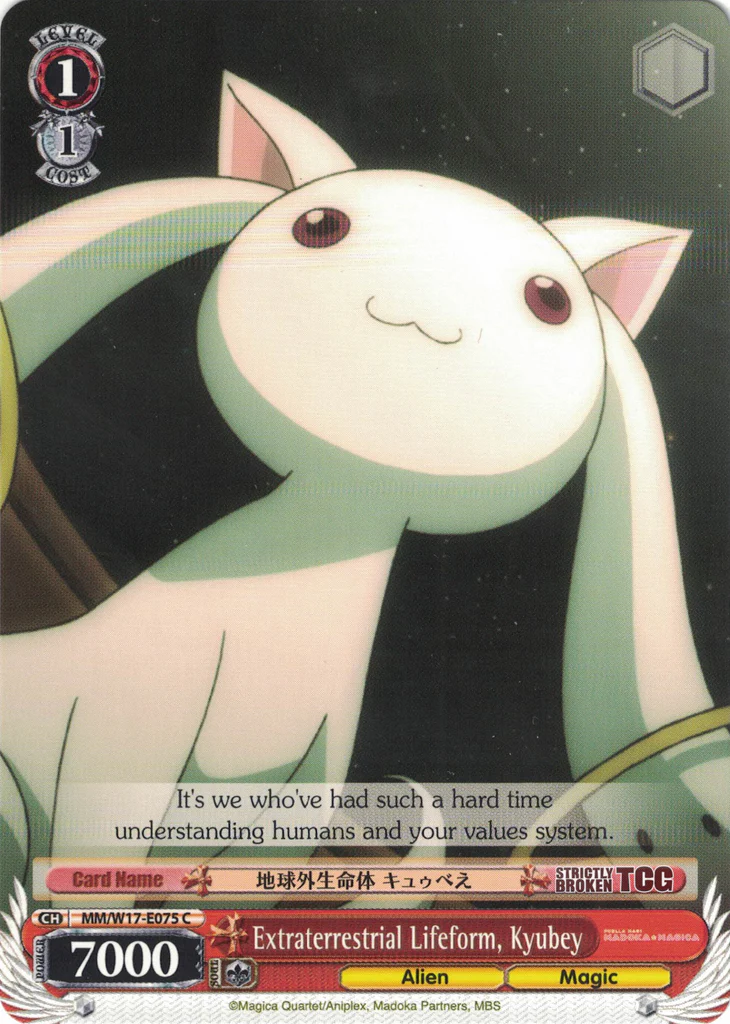 LEVEL
1
1
COST
It's we who've had such a hard time
understanding humans and your values system.
Card Name
地球外生命体 キュゥべえ
STRICTLY BROKEN TCG
CH MM/W17-E075 C
POWER
7000
SOUL
Extraterrestrial Lifeform, Kyubey
PUELLA MAGI
MADOKA★MAGICA
Alien
Magic
©Magica Quartet/Aniplex, Madoka Partners, MBS